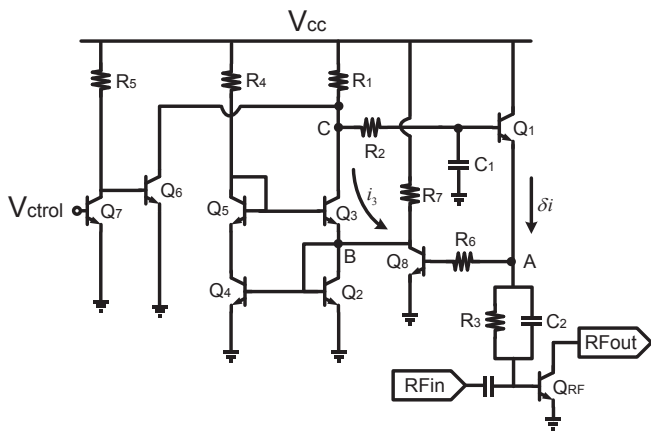 Vcc
R5
R4
R1
C
R2
Q1
C1
Q6
Vctrol
Q7
Q5
Q3
i3
R7
δi
B
R6
A
Q8
Q4
Q2
R3
C2
RFout
RFin
QRF